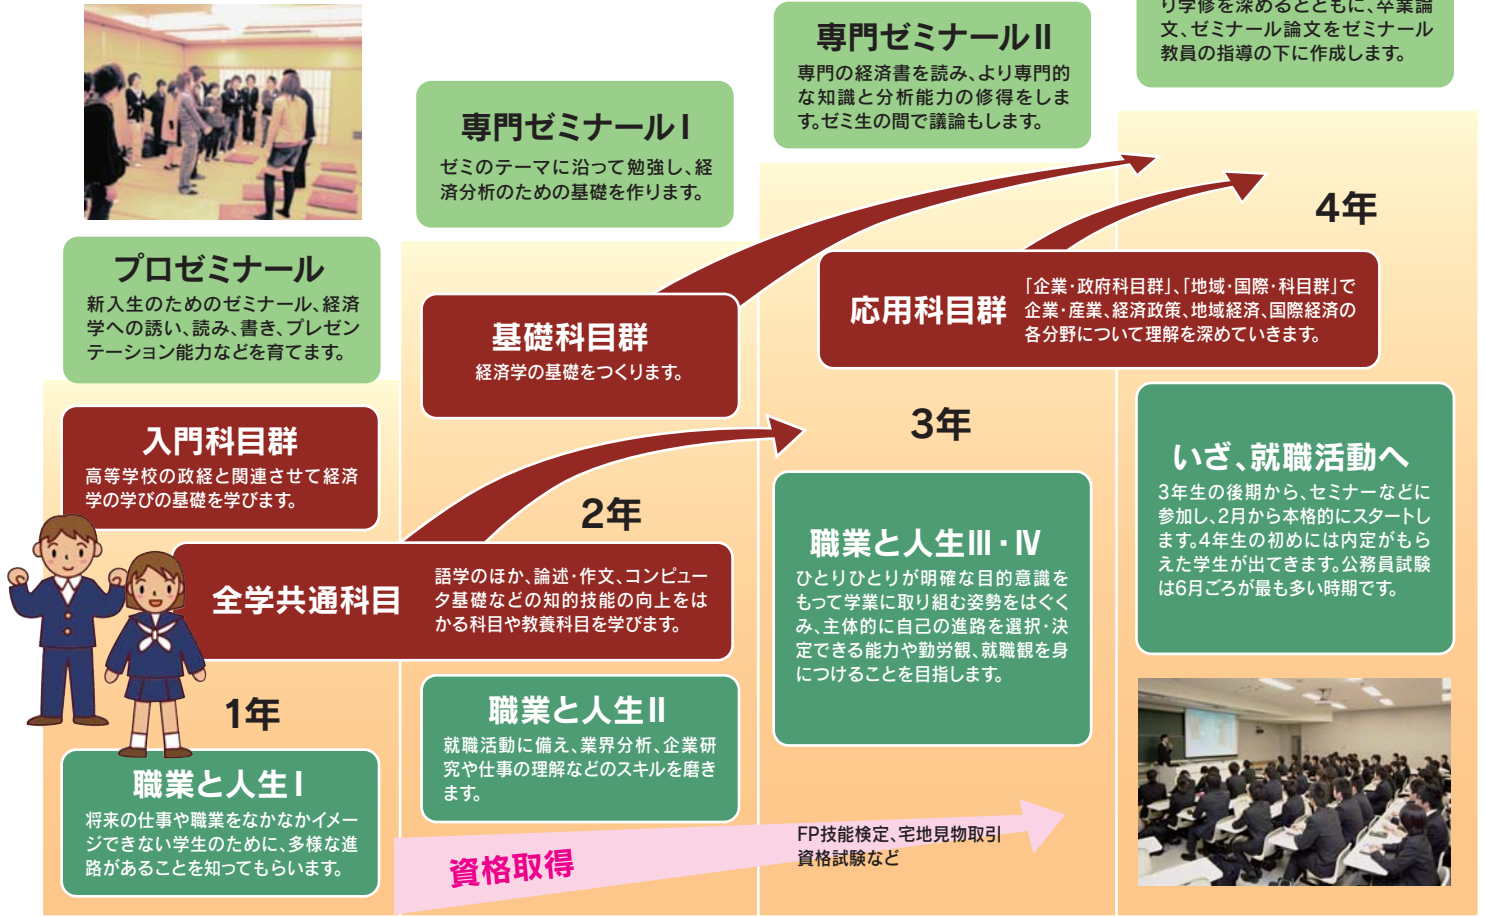 り学修を深めるとともに、卒業論
文、ゼミナール論文をゼミナール
教員の指導の下に作成します。
専門ゼミナールⅡ
専門の経済書を読み、より専門的
な知識と分析能力の修得をしま
す。ゼミ生の間で議論もします。
専門ゼミナールⅠ
ゼミのテーマに沿って勉強し、経
済分析のための基礎を作ります。
プロゼミナール
新入生のためのゼミナール、経済
学への誘い、読み、書き、プレゼン
テーション能力などを育てます。
4年
応用科目群
「企業・政府科目群」、「地域・国際・科目群」で
企業・産業、経済政策、地域経済、国際経済の
各分野について理解を深めていきます。
基礎科目群
経済学の基礎をつくります。
入門科目群
高等学校の政経と関連させて経済
学の学びの基礎を学びます。
3年
2年
全学共通科目
語学のほか、論述・作文、コンピュー
タ基礎などの知的技能の向上をは
かる科目や教養科目を学びます。
1年
いざ、就職活動へ
3年生の後期から、セミナーなどに
参加し、2月から本格的にスタートし
ます。4年生の初めには内定がもら
えた学生が出てきます。公務員試験
は6月ごろが最も多い時期です。
職業と人生Ⅲ・Ⅳ
ひとりひとりが明確な目的意識を
もって学業に取り組む姿勢をはぐく
み、主体的に自己の進路を選択・決
定できる能力や勤労観、就職観を身
につけることを目指します。
職業と人生Ⅱ
就職活動に備え、業界分析、企業研
究や仕事の理解などのスキルを磨き
ます。
職業と人生Ⅰ
将来の仕事や職業をなかなかイメー
ジできない学生のために、多様な進
路があることを知ってもらいます。
資格取得
FP技能検定、宅地見物取引
資格試験など